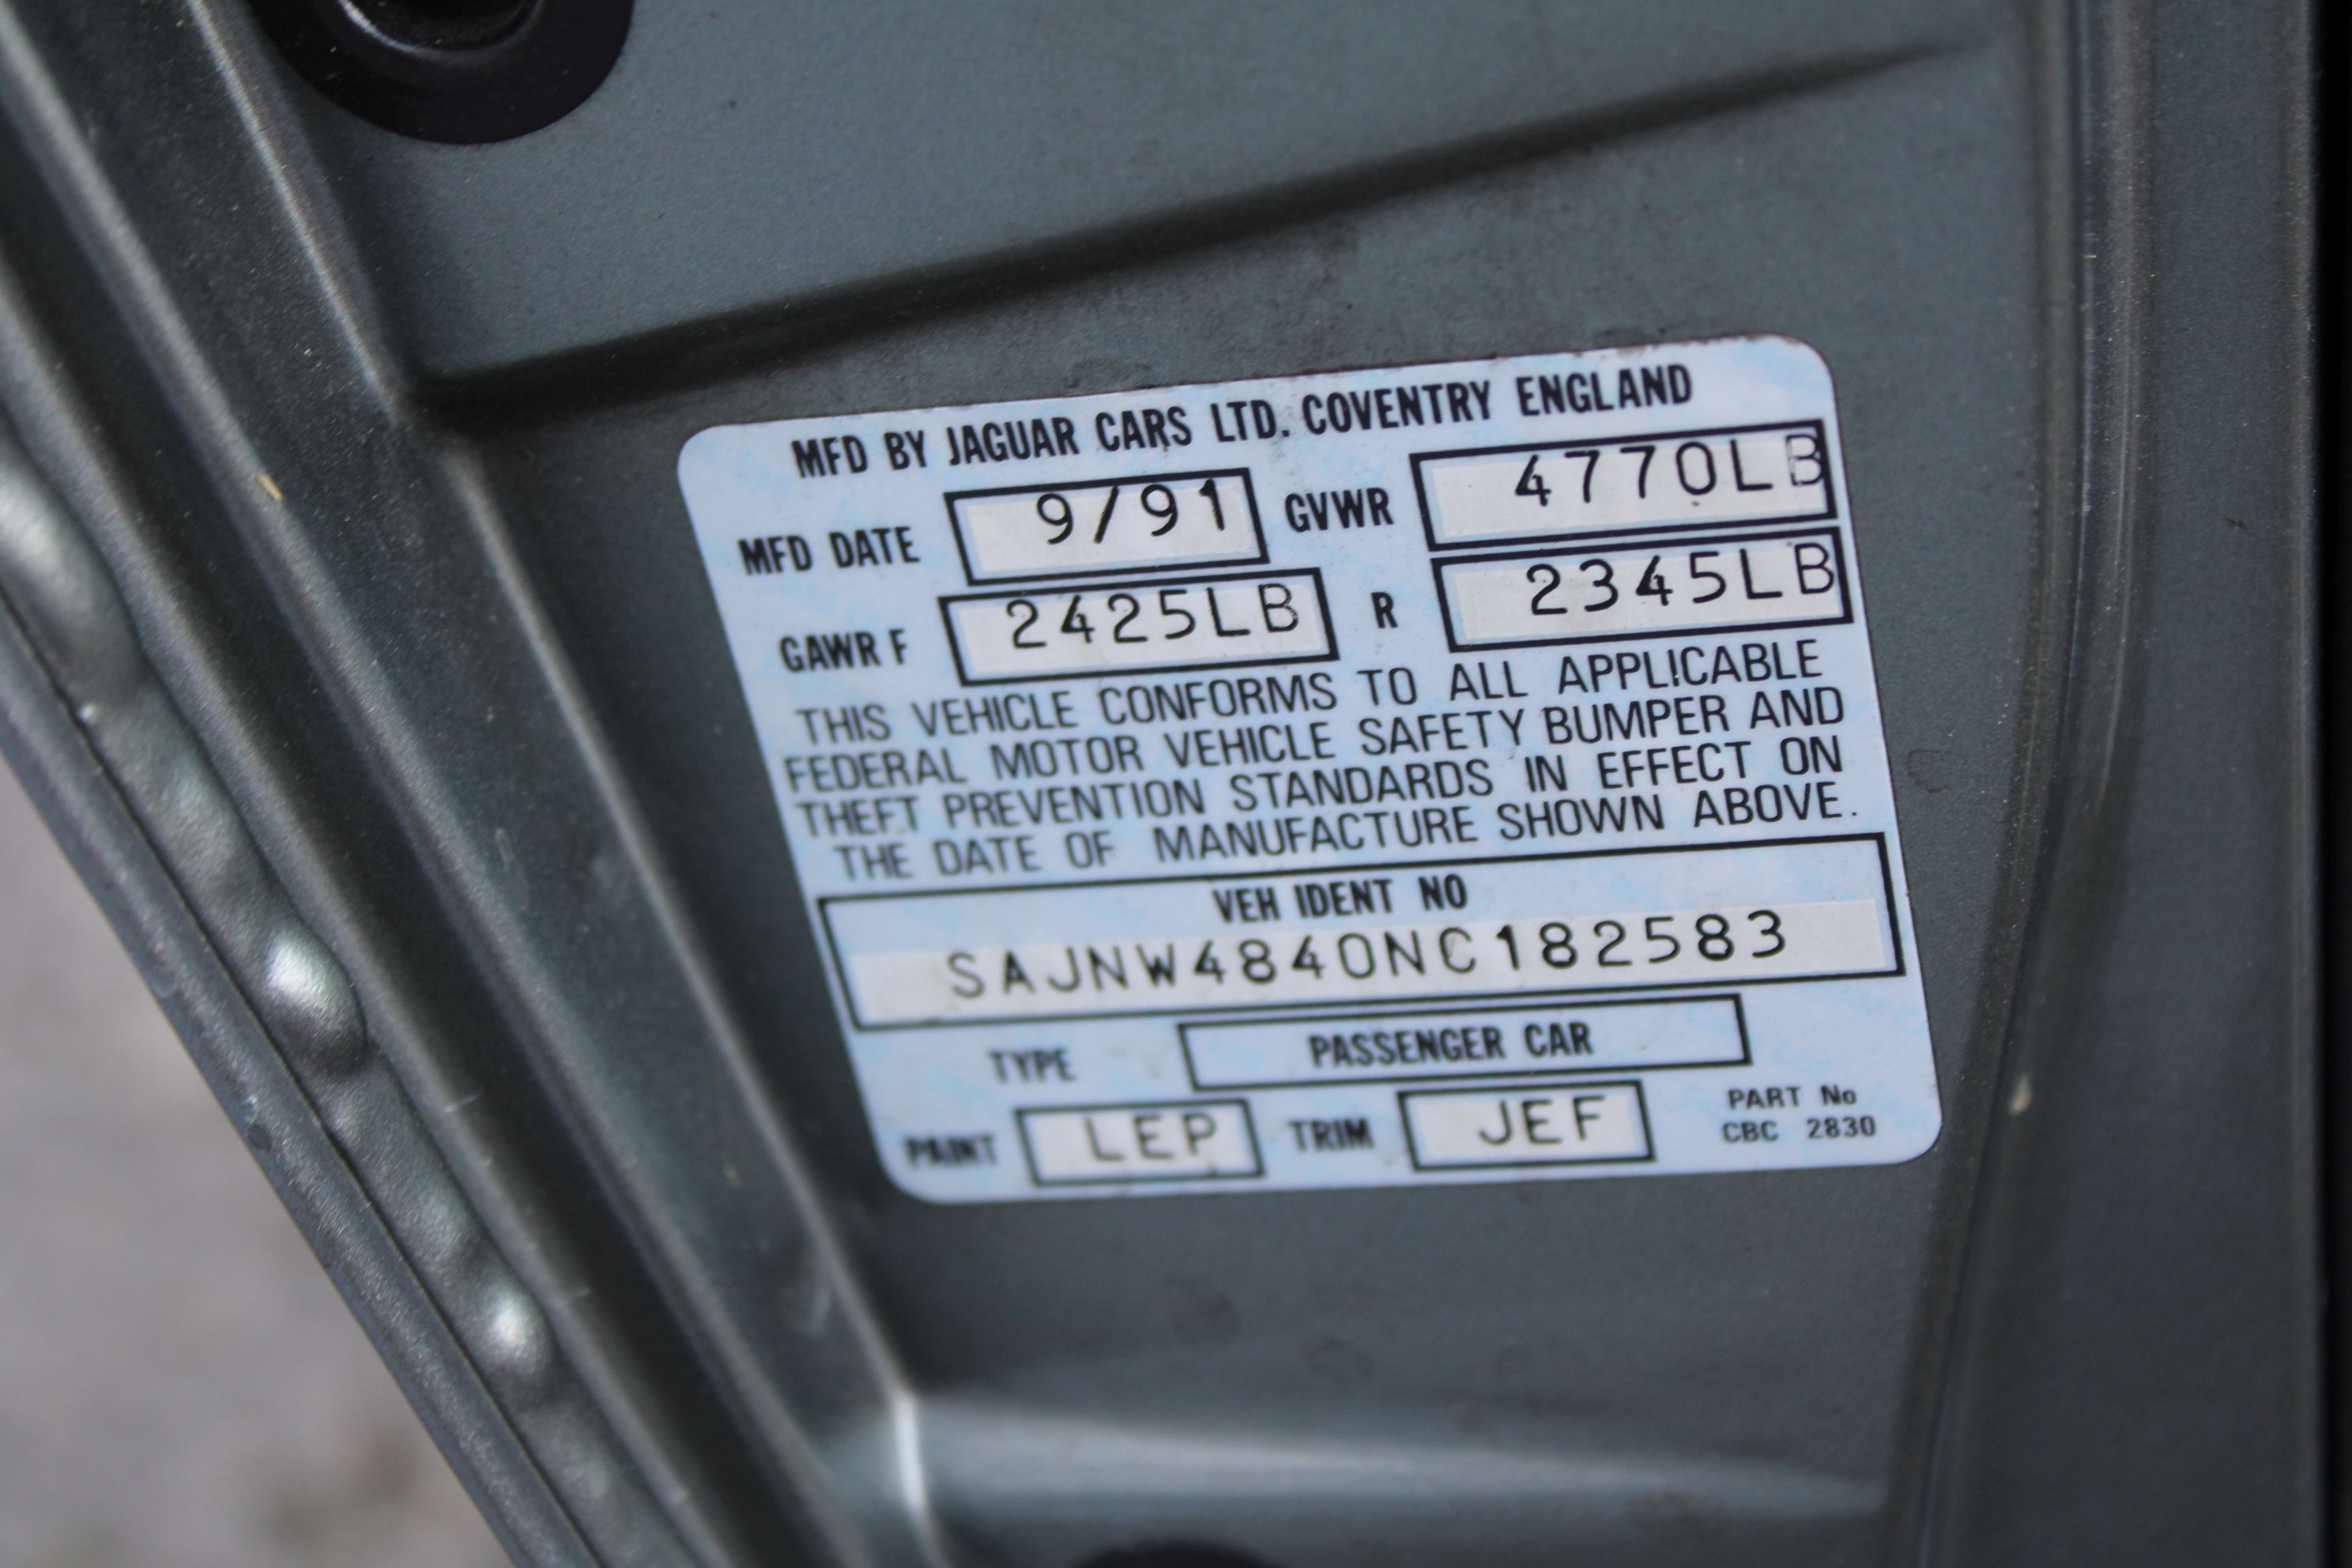 MFD BY JAGUAR CARS LTD. COVENTRY ENGLAND
MFD DATE 9/91 GVWR 4770LB
GAWR F 2425LB R 2345LB
THIS VEHICLE CONFORMS TO ALL APPLICABLE
FEDERAL MOTOR VEHICLE SAFETY BUMPER AND
THEFT PREVENTION STANDARDS IN EFFECT ON
THE DATE OF MANUFACTURE SHOWN ABOVE.
VEH IDENT NO
SAJNW4840NC182583
TYPE PASSENGER CAR
PAINT LEP TRIM JEF PART No
CBC 2830